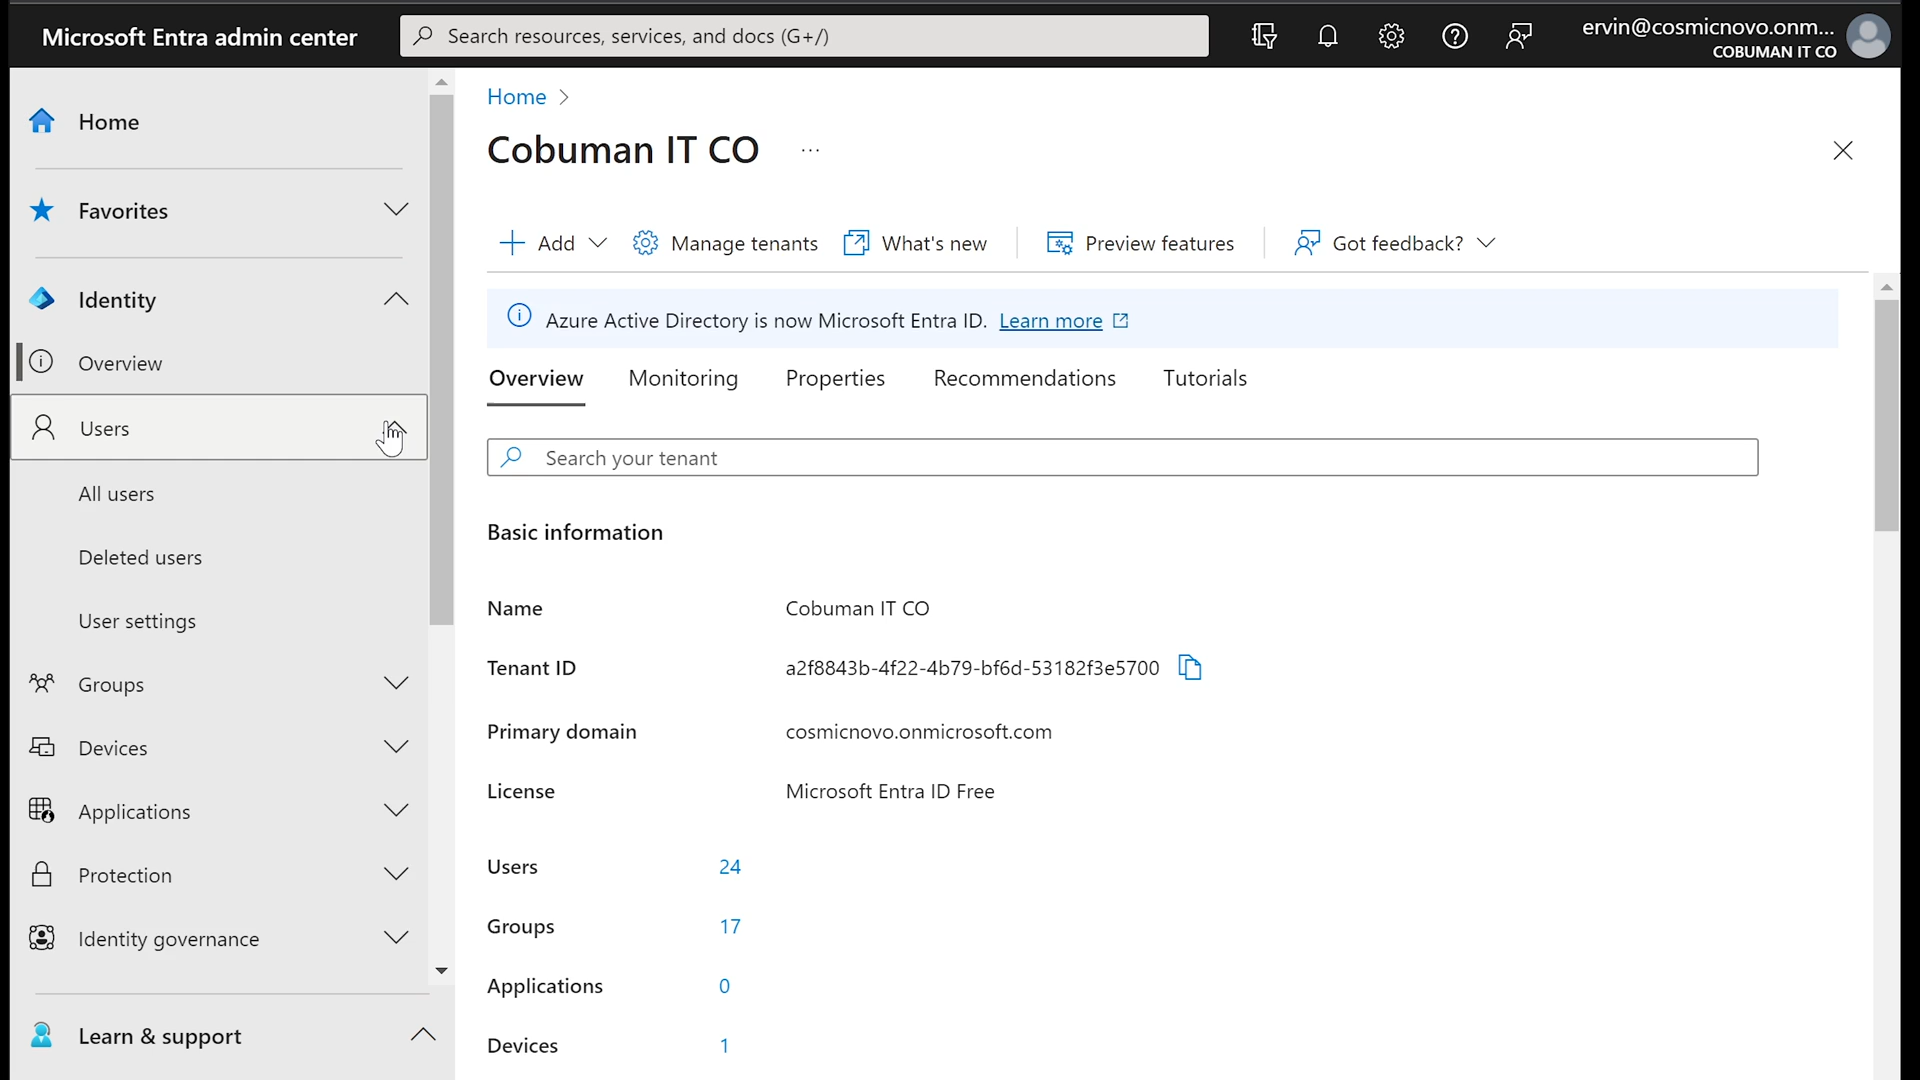 Microsoft Entra admin center
Search resources, services, and docs (G+/)
ervin@cosmicnovo.onm...
COBUMAN IT CO
Home
Favorites
Identity
Overview
Users
All users
Deleted users
User settings
Groups
Devices
Applications
Protection
Identity governance
Learn & support
Home
Cobuman IT CO
...
Add
Manage tenants
What's new
Preview features
Got feedback?
Azure Active Directory is now Microsoft Entra ID. Learn more
Overview
Monitoring
Properties
Recommendations
Tutorials
Search your tenant
Basic information
Name Cobuman IT CO
Tenant ID a2f8843b-4f22-4b79-bf6d-53182f3e5700
Primary domain cosmicnovo.onmicrosoft.com
License Microsoft Entra ID Free
Users 24
Groups 17
Applications 0
Devices 1